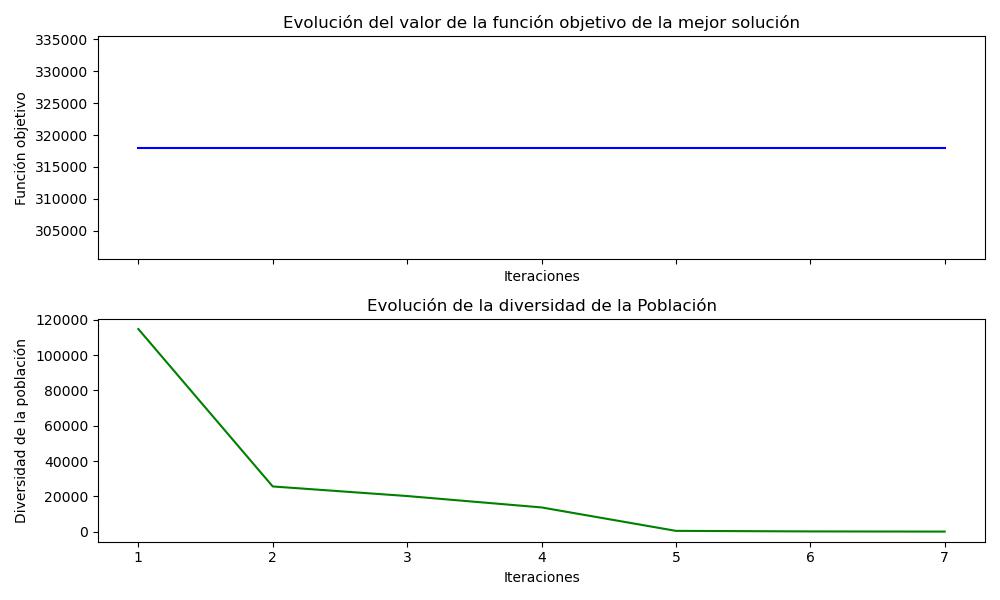 Evolución del valor de la función objetivo de la mejor solución
335000
330000
325000
320000
315000
310000
305000
Función objetivo
Iteraciones
Evolución de la diversidad de la Población
120000
100000
80000
60000
40000
20000
0
Diversidad de la población
1 2 3 4 5 6 7
Iteraciones